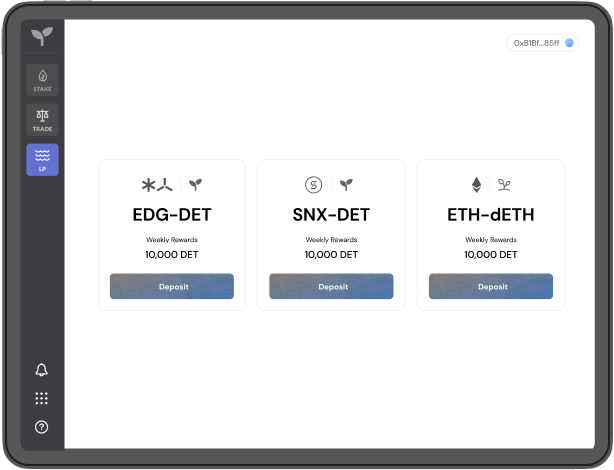 0xB1Bf...85ff
STAKE
TRADE
LP
EDG-DET
Weekly Rewards
10,000 DET
Deposit
SNX-DET
Weekly Rewards
10,000 DET
Deposit
ETH-dETH
Weekly Rewards
10,000 DET
Deposit